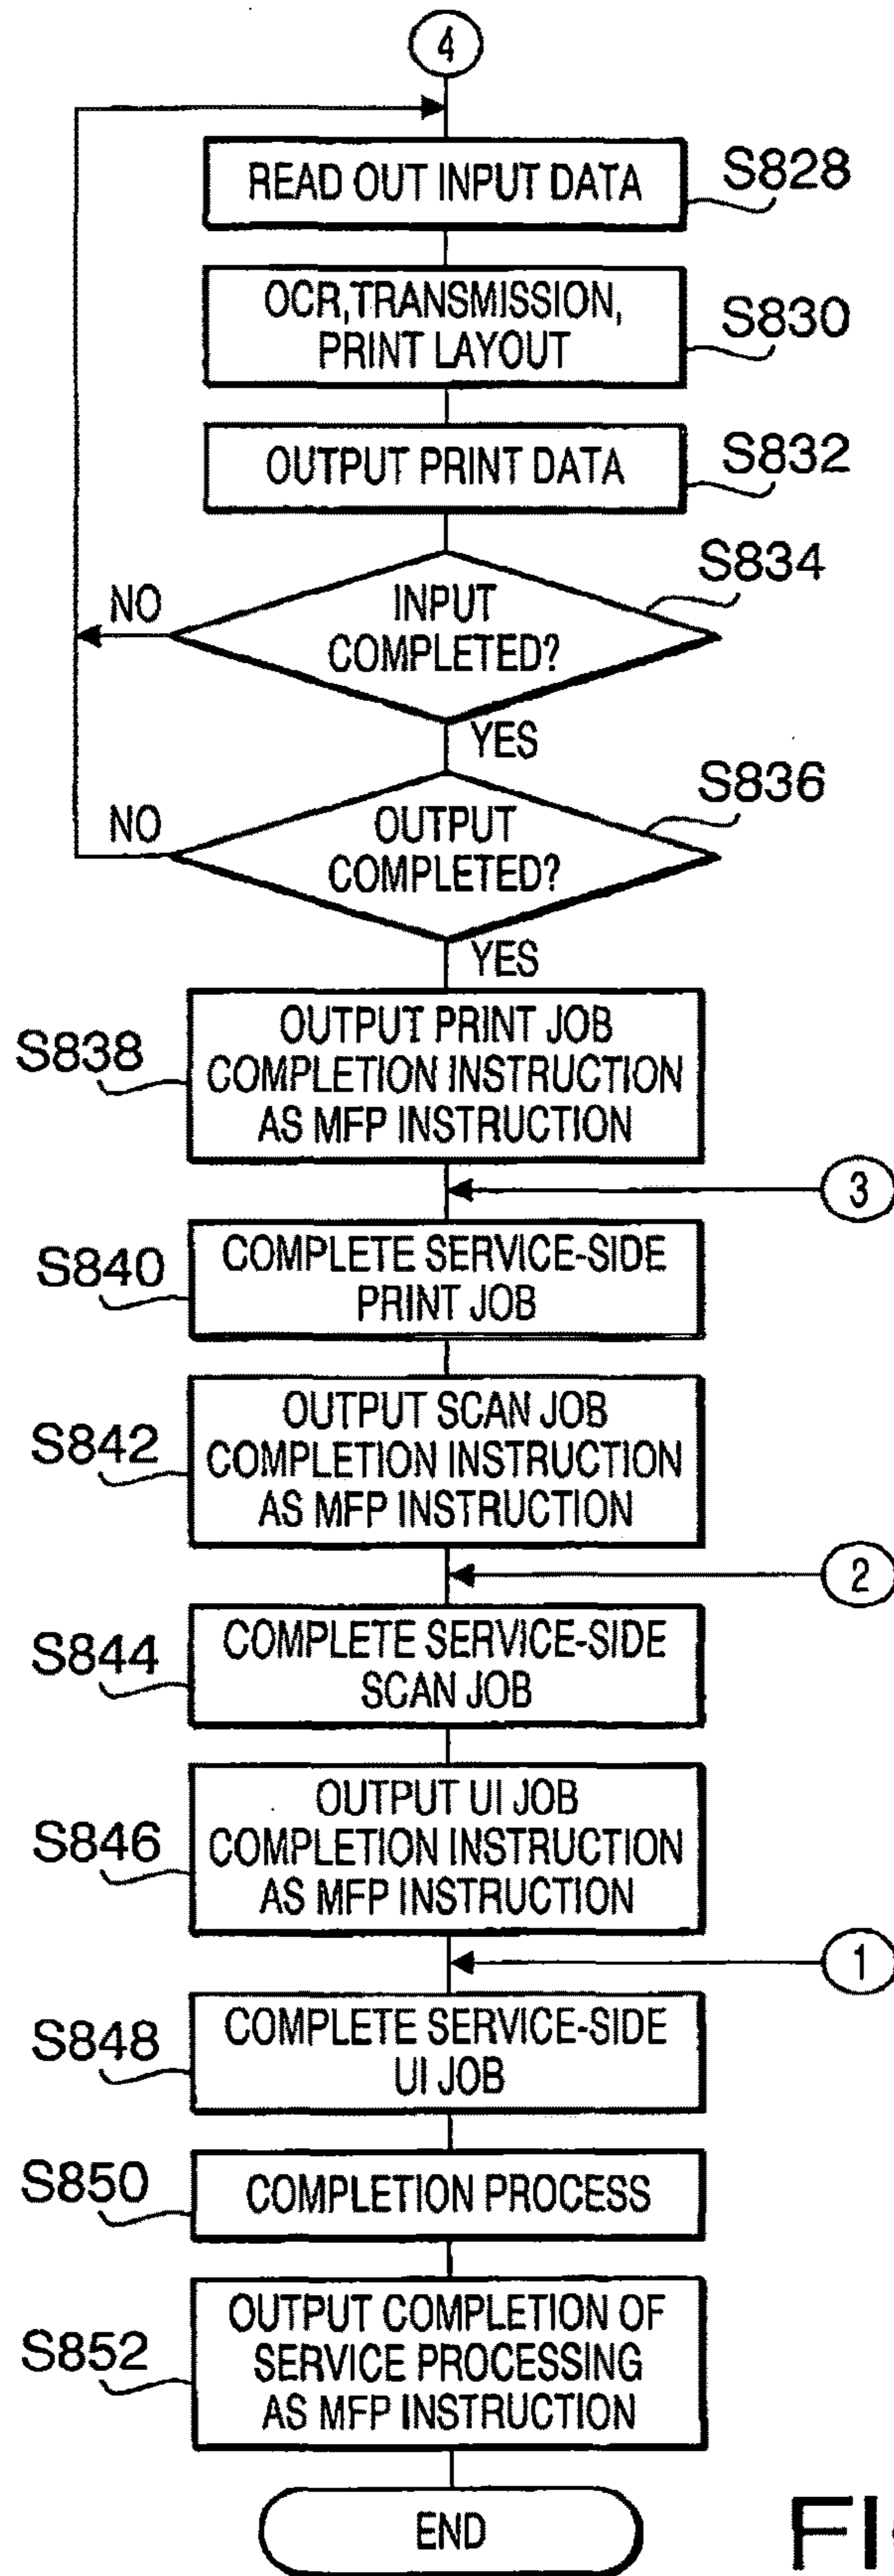 4
READ OUT INPUT DATA
S828
OCR,TRANSMISSION,
PRINT LAYOUT
S830
OUTPUT PRINT DATA
S832
INPUT
COMPLETED?
S834
NO
YES
OUTPUT
COMPLETED?
S836
NO
YES
OUTPUT PRINT JOB
COMPLETION INSTRUCTION
AS MFP INSTRUCTION
S838
3
COMPLETE SERVICE-SIDE
PRINT JOB
S840
OUTPUT SCAN JOB
COMPLETION INSTRUCTION
AS MFP INSTRUCTION
S842
2
COMPLETE SERVICE-SIDE
SCAN JOB
S844
OUTPUT UI JOB
COMPLETION INSTRUCTION
AS MFP INSTRUCTION
S846
1
COMPLETE SERVICE-SIDE
UI JOB
S848
COMPLETION PROCESS
S850
OUTPUT COMPLETION OF
SERVICE PROCESSING
AS MFP INSTRUCTION
S852
END